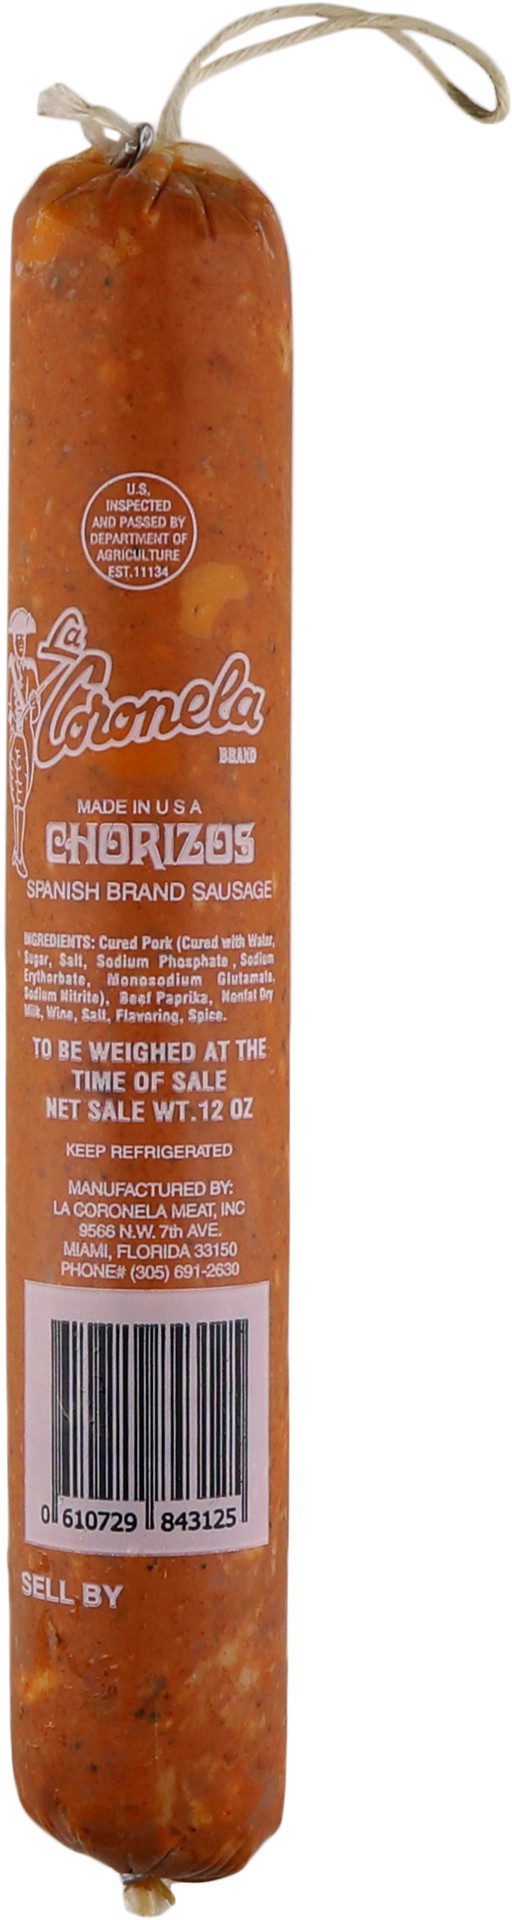 U.S.
INSPECTED
AND PASSED BY
DEPARTMENT OF
AGRICULTURE
EST.11134
La
Coronela
BRAND
MADE IN U S A
CHORIZOS
SPANISH BRAND SAUSAGE
INGREDIENTS: Cured Pork (Cured with Water,
Sugar, Salt, Sodium Phosphate , Sodium
Erythorbate, Monosodium Glutamate,
Sodium Nitrite), Beef Paprika, Nonfat Dry
Milk, Wine, Salt, Flavoring, Spice.
TO BE WEIGHED AT THE
TIME OF SALE
NET SALE WT.12 OZ
KEEP REFRIGERATED
MANUFACTURED BY:
LA CORONELA MEAT, INC
9566 N.W. 7th AVE.
MIAMI, FLORIDA 33150
PHONE# (305) 691-2630
0 610729 843125
SELL BY